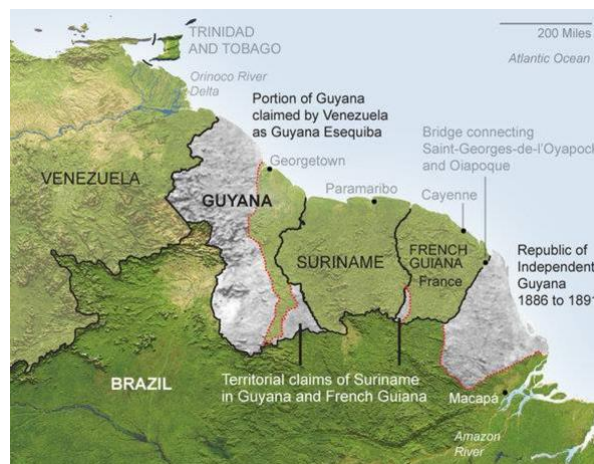 TRINIDAD
AND TOBAGO
200 Miles
Atlantic Ocean
Orinoco River
Delta
Portion of Guyana
claimed by Venezuela
as Guyana Esequiba
Bridge connecting
Saint-Georges-de-l'Oyapock
and Oiapoque
Georgetown
VENEZUELA
Paramaribo
Cayenne
GUYANA
SURINAME
FRENCH
GUIANA
France
Republic of
Independent
Guyana
1886 to 1891
BRAZIL
Territorial claims of Suriname
in Guyana and French Guiana
Macapá
Amazon
River